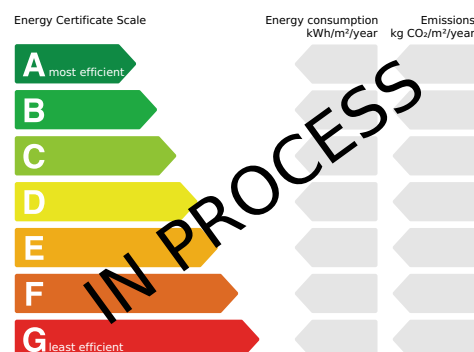 Energy Certificate Scale
Energy consumption
kWh/m²/year
Emissions
kg CO₂/m²/year
A most efficient
B
C
D
E
F
G least efficient
IN PROCESS